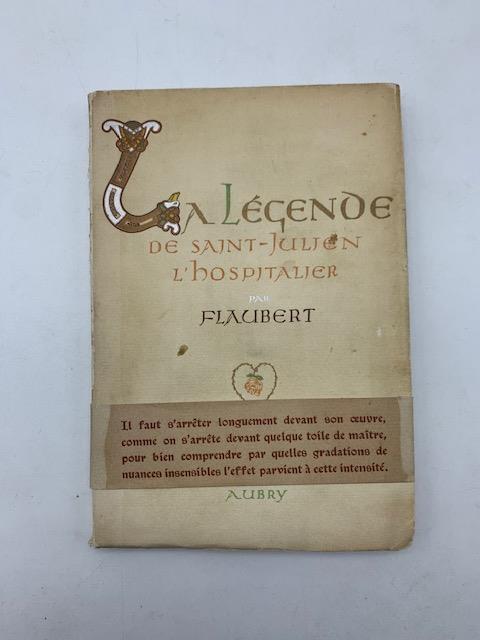 La Légende
de Saint-Julien
l'hospitalier
par
Flaubert
Il faut s'arrêter longuement devant son œuvre,
comme on s'arrête devant quelque toile de maître,
pour bien comprendre par quelles gradations de
nuances insensibles l'effet parvient à cette intensité.
Aubry